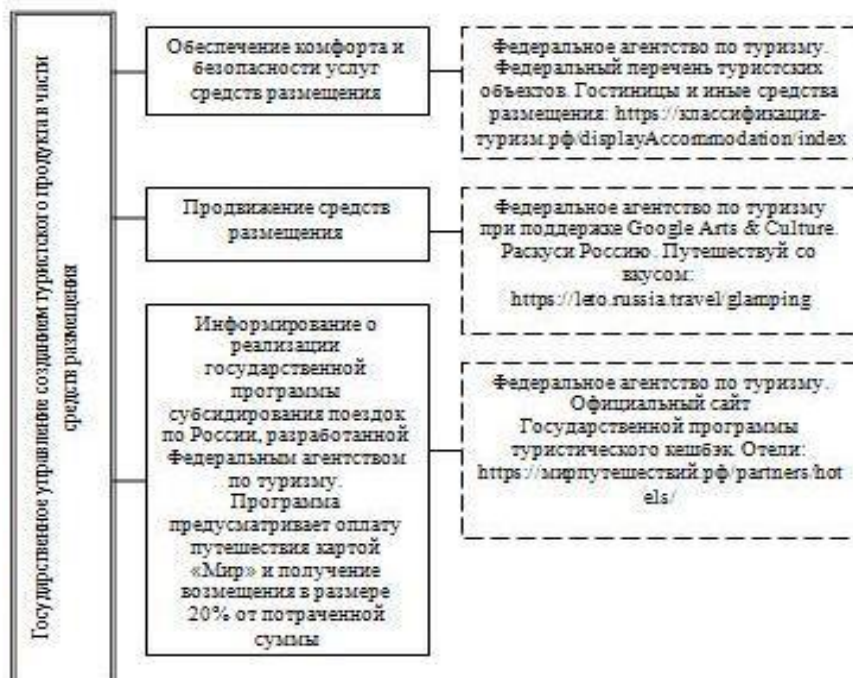 Государственное управление созданием туристского продукта в части
средств размещения
Обеспечение комфорта и
безопасности услуг
средств размещения
Федеральное агентство по туризму.
Федеральный перечень туристских
объектов. Гостиницы и иные средства
размещения: https://классификация-
туризм.рф/displayAccommodation/index
Продвижение средств
размещения
Федеральное агентство по туризму
при поддержке Google Arts & Culture.
Раскуси Россию. Путешествуй со
вкусом:
https://leto.russia.travel/glamping
Информирование о
реализации
государственной
программы
субсидирования поездок
по России, разработанной
Федеральным агентством
по туризму.
Программа
предусматривает оплату
путешествия картой
«Мир» и получение
возмещения в размере
20% от потраченной
суммы
Федеральное агентство по туризму.
Официальный сайт
Государственной программы
туристического кешбэк. Отели:
https://мирпутешествий.рф/partners/hot
els/